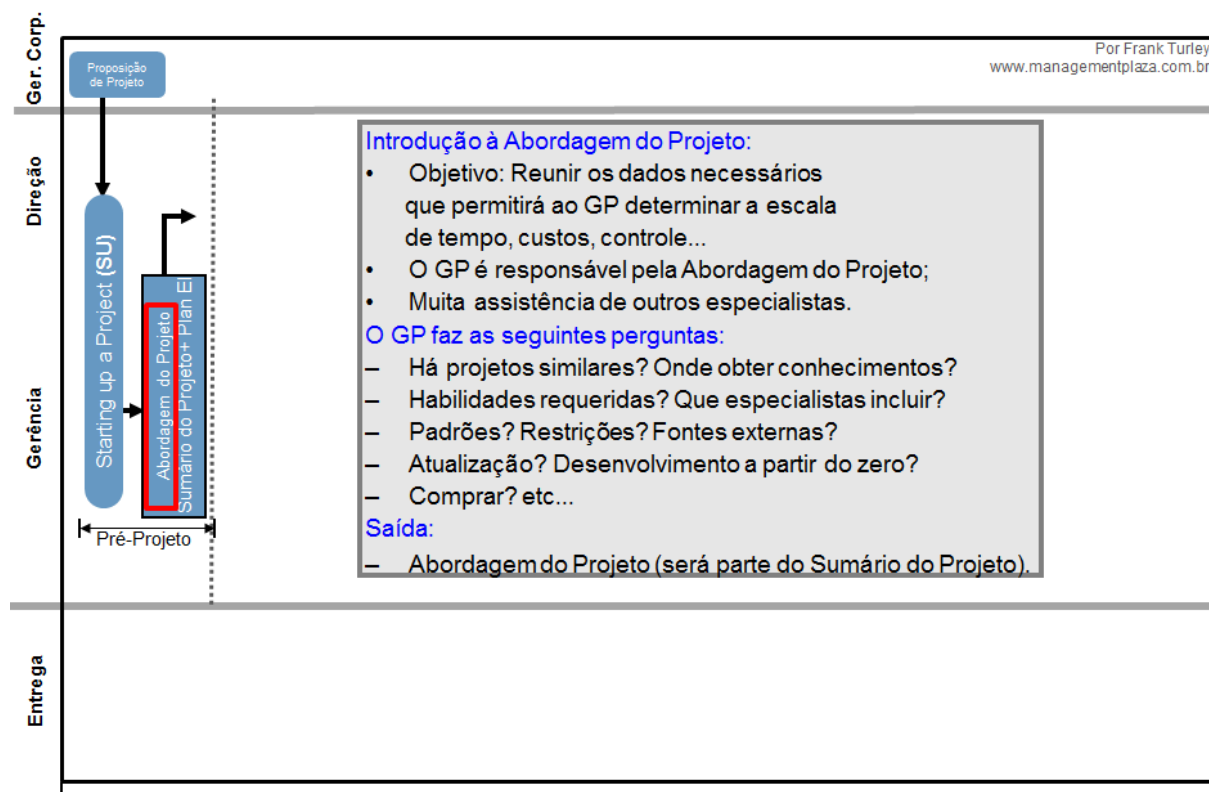 Ger. Corp.
Proposição
de Projeto
Por Frank Turley
www.managementplaza.com.br
Direção
Gerência
Entrega
Starting up a Project (SU)
Abordagem do Projeto
Sumário do Projeto+ Plan El
Pré-Projeto
Introdução à Abordagem do Projeto:
• Objetivo: Reunir os dados necessários
que permitirá ao GP determinar a escala
de tempo, custos, controle...
• O GP é responsável pela Abordagem do Projeto;
• Muita assistência de outros especialistas.
O GP faz as seguintes perguntas:
– Há projetos similares? Onde obter conhecimentos?
– Habilidades requeridas? Que especialistas incluir?
– Padrões? Restrições? Fontes externas?
– Atualização? Desenvolvimento a partir do zero?
– Comprar? etc...
Saída:
– Abordagem do Projeto (será parte do Sumário do Projeto).